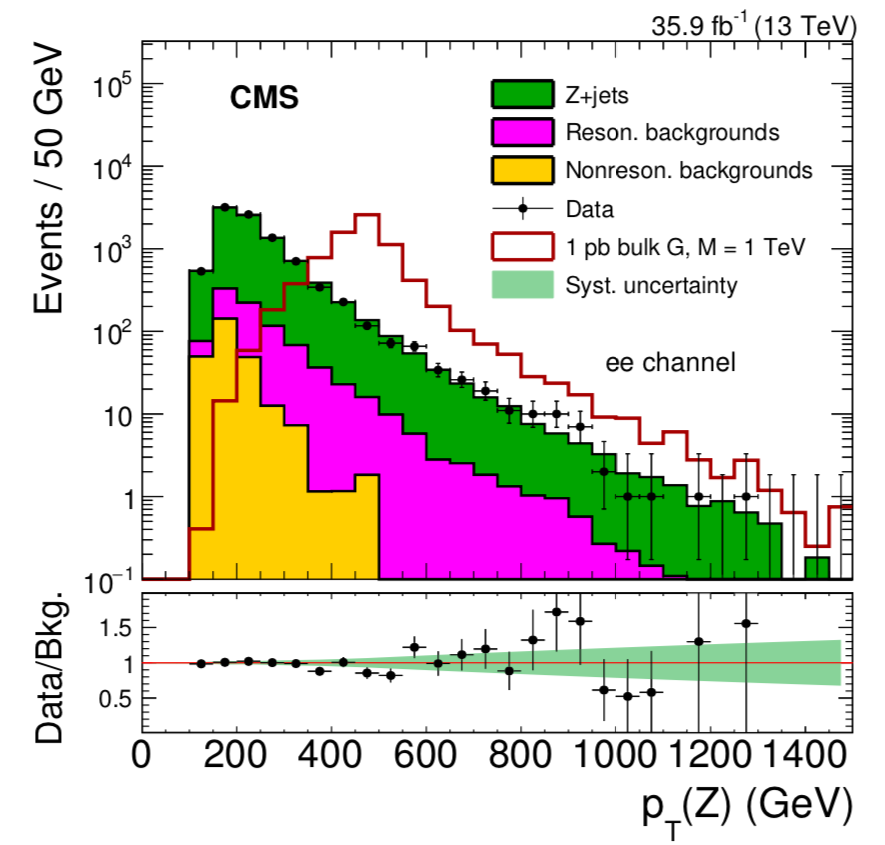 35.9 fb⁻¹ (13 TeV)
Events / 50 GeV
CMS
Z+jets
Reson. backgrounds
Nonreson. backgrounds
Data
1 pb bulk G, M = 1 TeV
Syst. uncertainty
ee channel
10⁵
10⁴
10³
10²
10
1
10⁻¹
Data/Bkg.
1.5
1
0.5
0 200 400 600 800 1000 1200 1400
p_T(Z) (GeV)